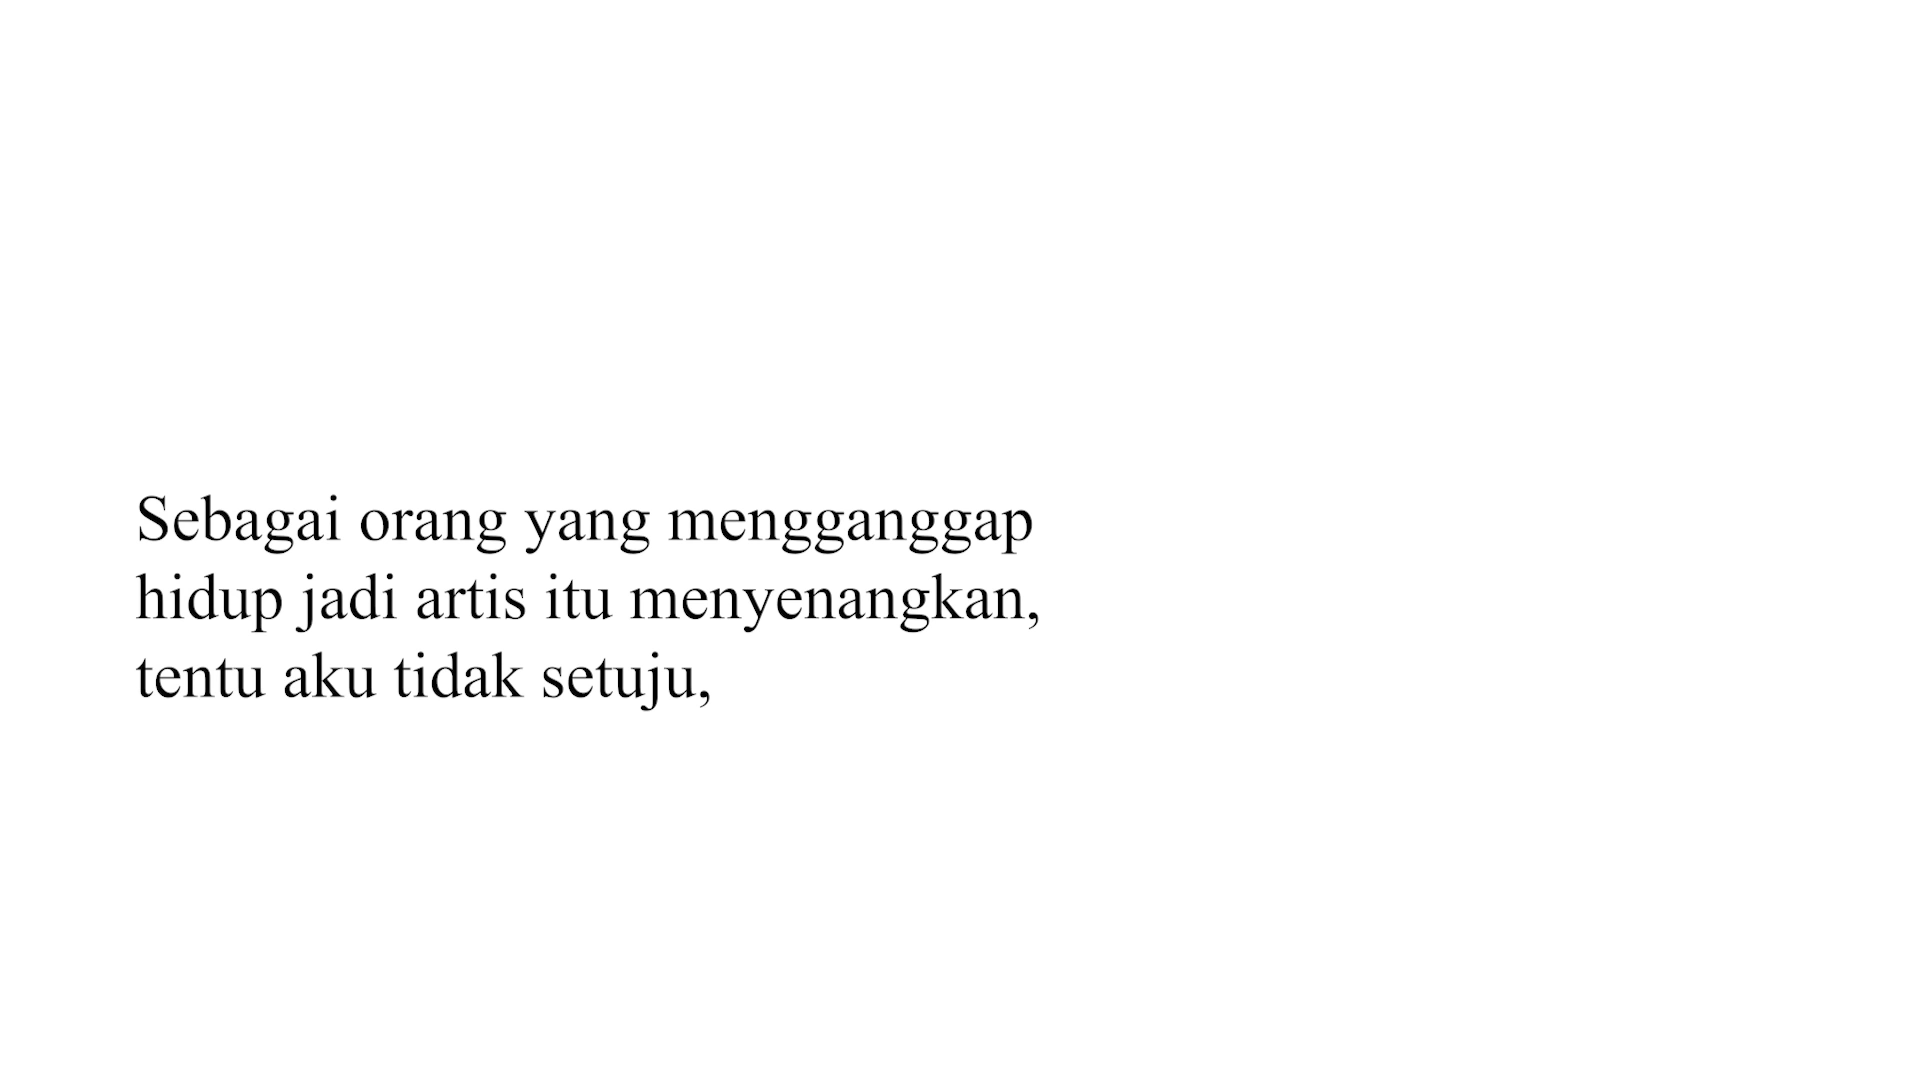 Sebagai orang yang mengganggap
hidup jadi artis itu menyenangkan,
tentu aku tidak setuju,